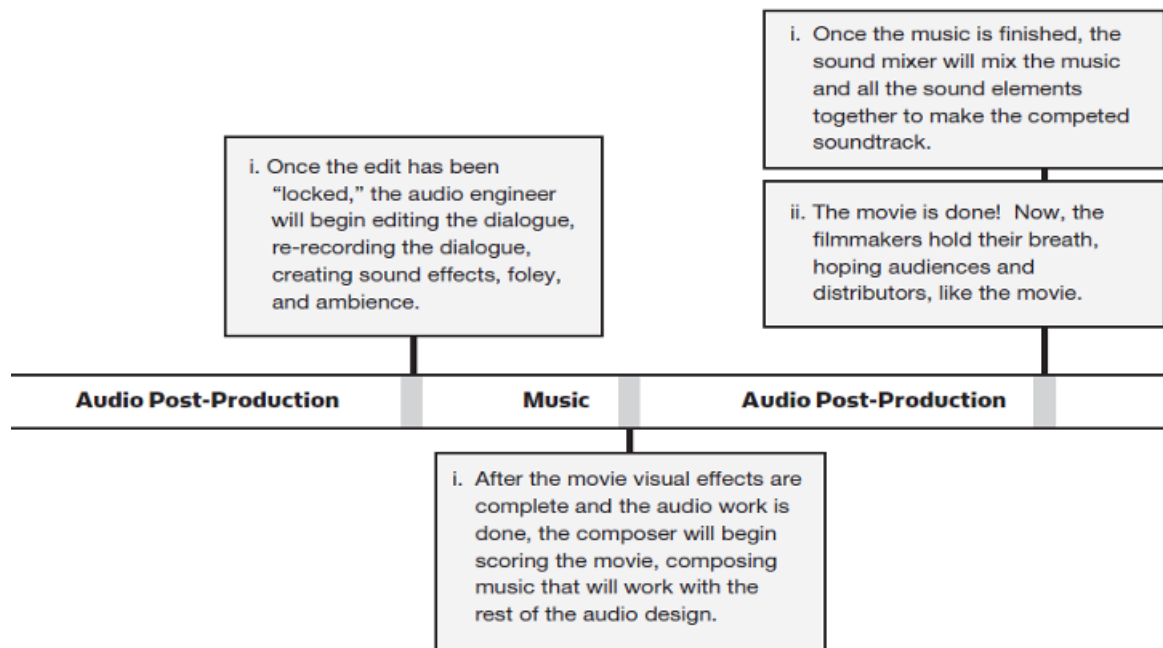 i. Once the music is finished, the
sound mixer will mix the music
and all the sound elements
together to make the competed
soundtrack.
i. Once the edit has been
“locked,” the audio engineer
will begin editing the dialogue,
re-recording the dialogue,
creating sound effects, foley,
and ambience.
ii. The movie is done! Now, the
filmmakers hold their breath,
hoping audiences and
distributors, like the movie.
Audio Post-Production
Music
Audio Post-Production
i. After the movie visual effects are
complete and the audio work is
done, the composer will begin
scoring the movie, composing
music that will work with the
rest of the audio design.